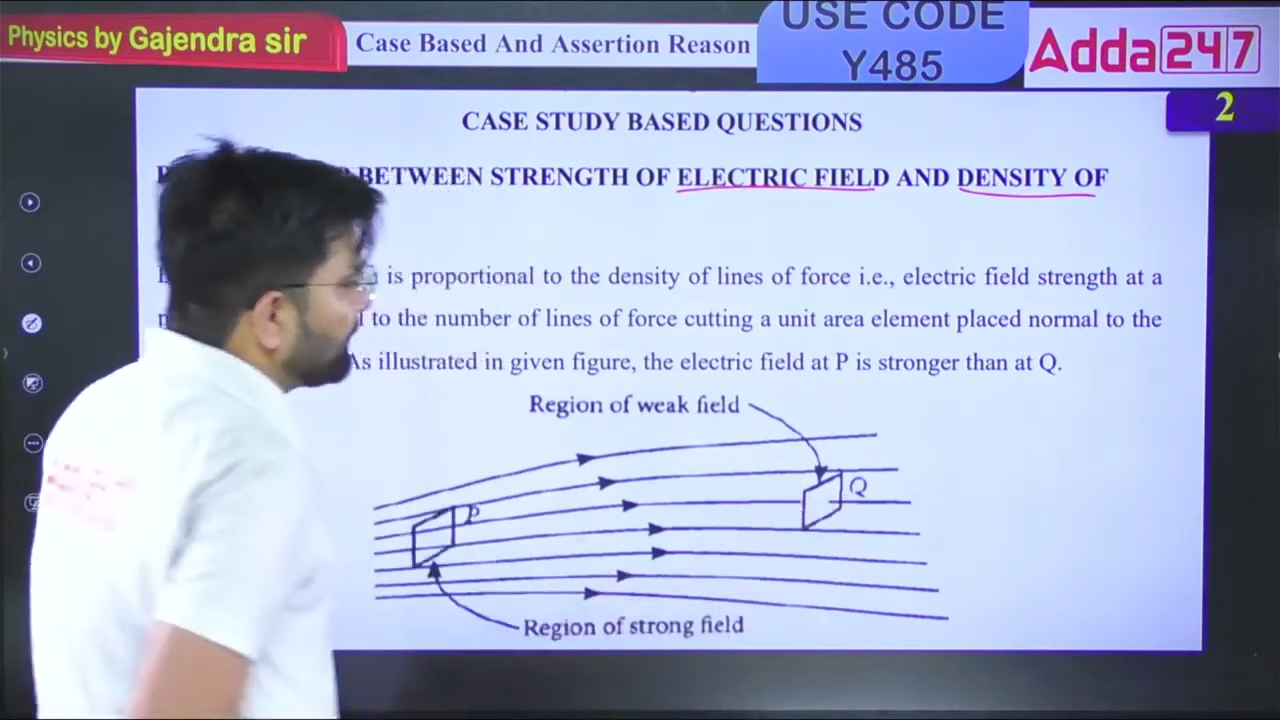 Physics by Gajendra sir
Case Based And Assertion Reason
USE CODE
Y485
Adda247
2
CASE STUDY BASED QUESTIONS
BETWEEN STRENGTH OF ELECTRIC FIELD AND DENSITY OF
is proportional to the density of lines of force i.e., electric field strength at a
to the number of lines of force cutting a unit area element placed normal to the
As illustrated in given figure, the electric field at P is stronger than at Q.
Region of weak field
Q
P
Region of strong field